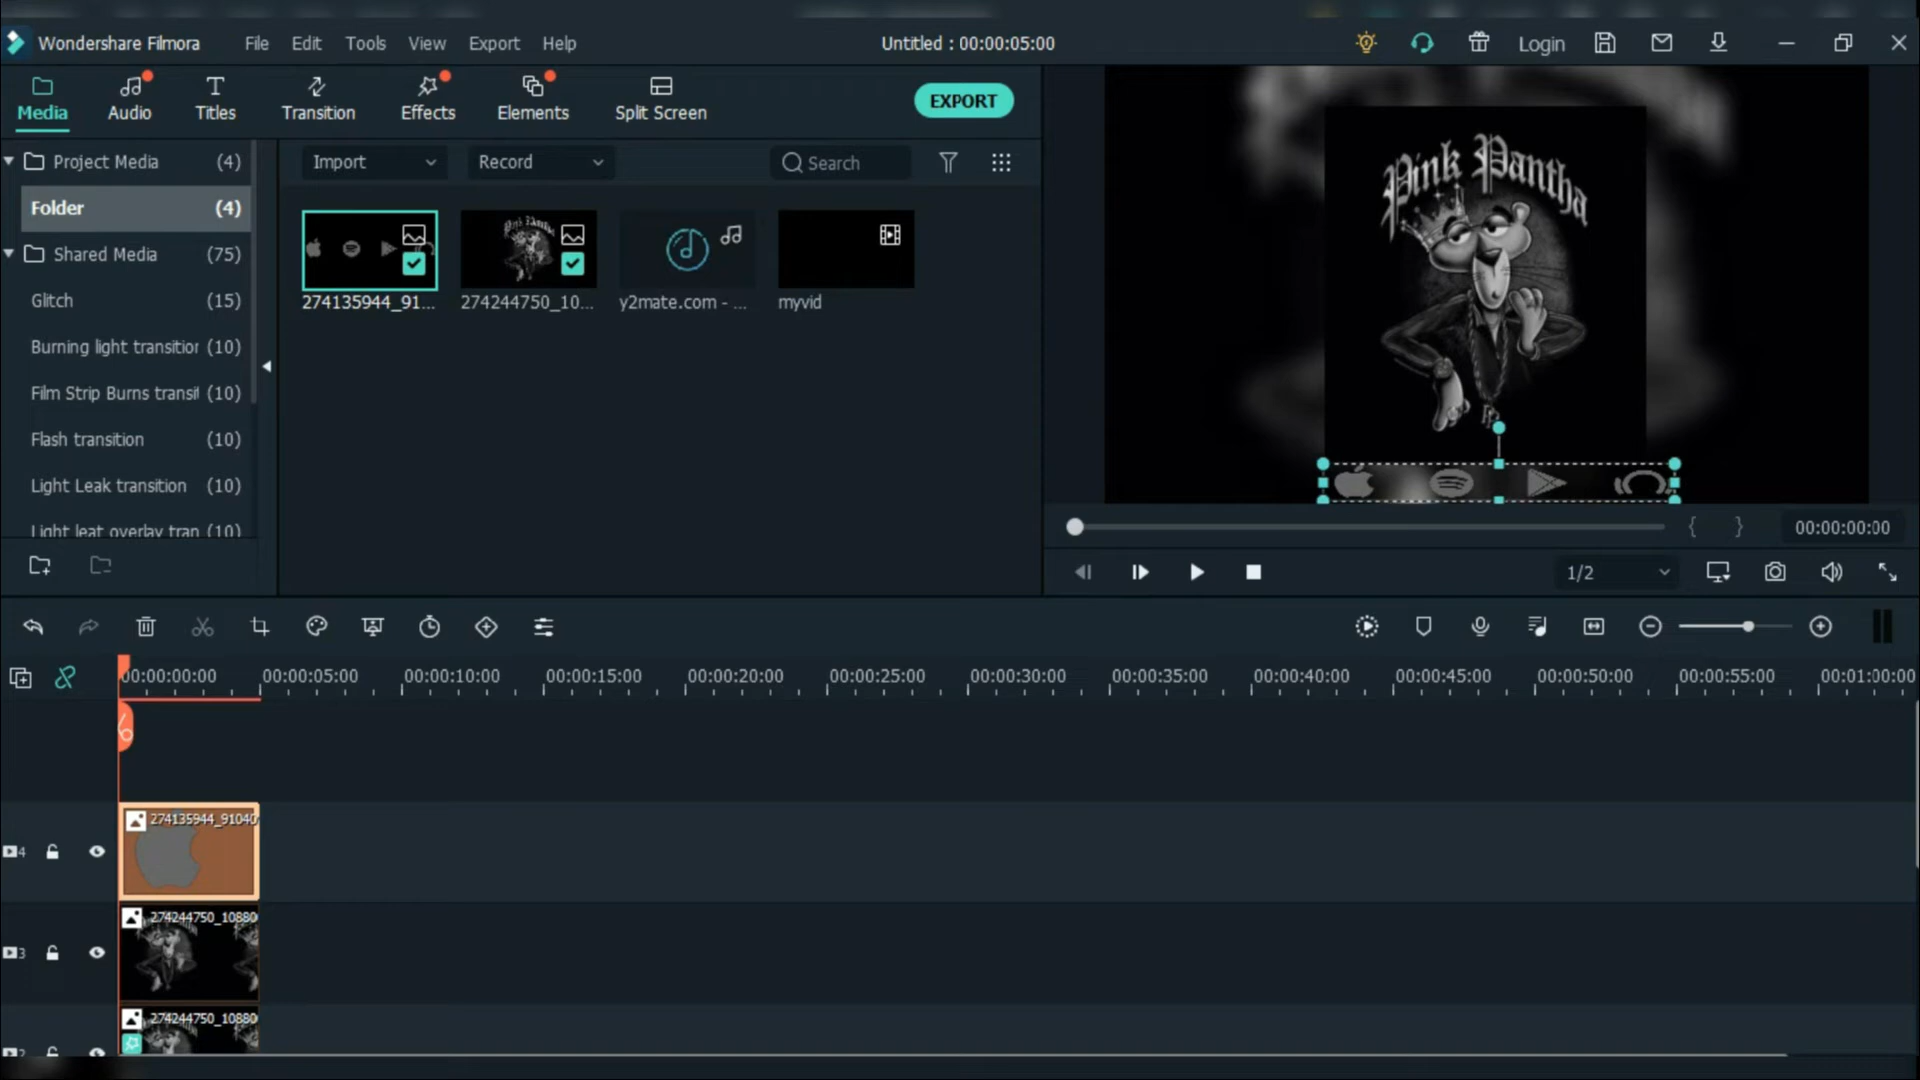 Wondershare Filmora File Edit Tools View Export Help Untitled : 00:00:05:00 Login
Media Audio Titles Transition Effects Elements Split Screen EXPORT
Project Media (4)
Folder (4)
Shared Media (75)
Glitch (15)
Burning light transition (10)
Film Strip Burns transit (10)
Flash transition (10)
Light Leak transition (10)
Light leat overlay tran (10)
Import Record Search
274135944_91... 274244750_10... y2mate.com - ... myvid
Pink Pantha
PP
{ } 00:00:00:00
1/2
00:00:00:00 00:00:05:00 00:00:10:00 00:00:15:00 00:00:20:00 00:00:25:00 00:00:30:00 00:00:35:00 00:00:40:00 00:00:45:00 00:00:50:00 00:00:55:00 00:01:00:00
4 274135944_91040
3 274244750_10880
2 274244750_10880